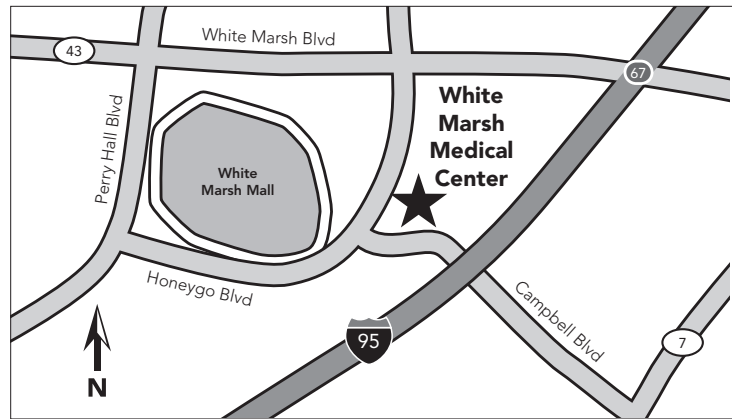 White Marsh Blvd
43
67
Perry Hall Blvd
White
Marsh
Medical
Center
White
Marsh Mall
Honeygo Blvd
Campbell Blvd
95
7
N